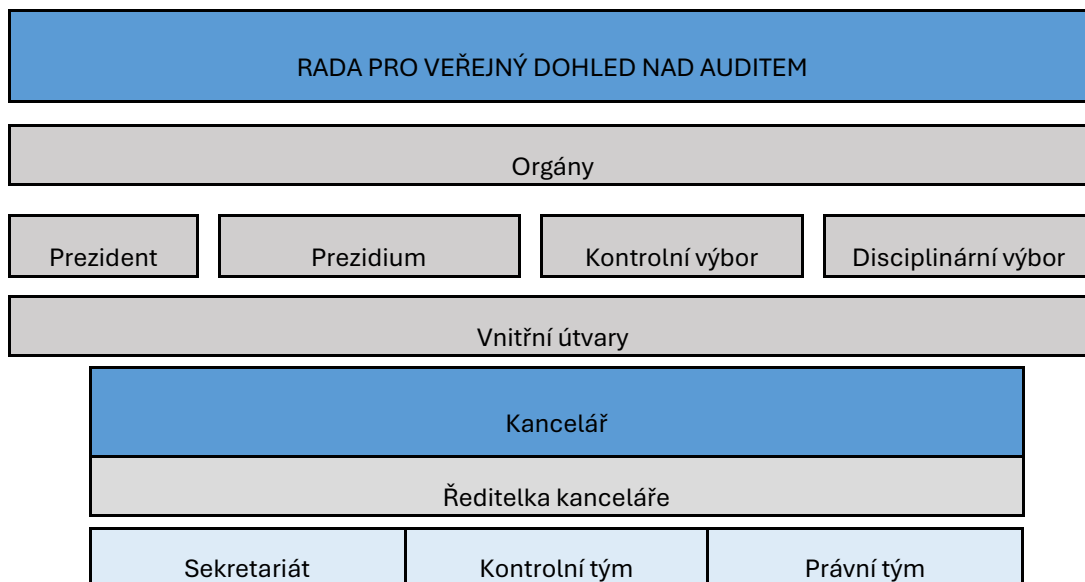 RADA PRO VEŘEJNÝ DOHLED NAD AUDITEM
Orgány
Prezident
Prezidium
Kontrolní výbor
Disciplinární výbor
Vnitřní útvary
Kancelář
Ředitelka kanceláře
Sekretariát
Kontrolní tým
Právní tým